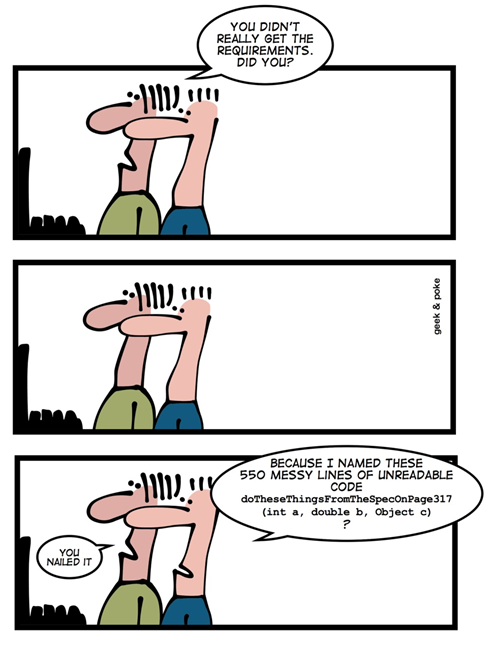 YOU DIDN'T
REALLY GET THE
REQUIREMENTS.
DID YOU?
geek & poke
BECAUSE I NAMED THESE
550 MESSY LINES OF UNREADABLE
CODE
doTheseThingsFromTheSpecOnPage317
(int a, double b, Object c)
?
YOU
NAILED IT